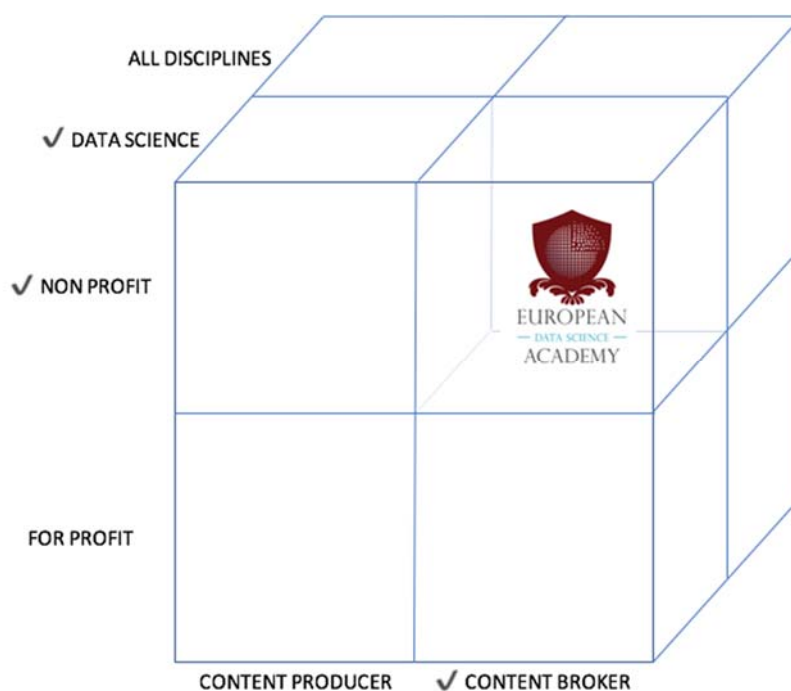 ALL DISCIPLINES
✓ DATA SCIENCE
✓ NON PROFIT
EUROPEAN
DATA SCIENCE
ACADEMY
FOR PROFIT
CONTENT PRODUCER ✓ CONTENT BROKER